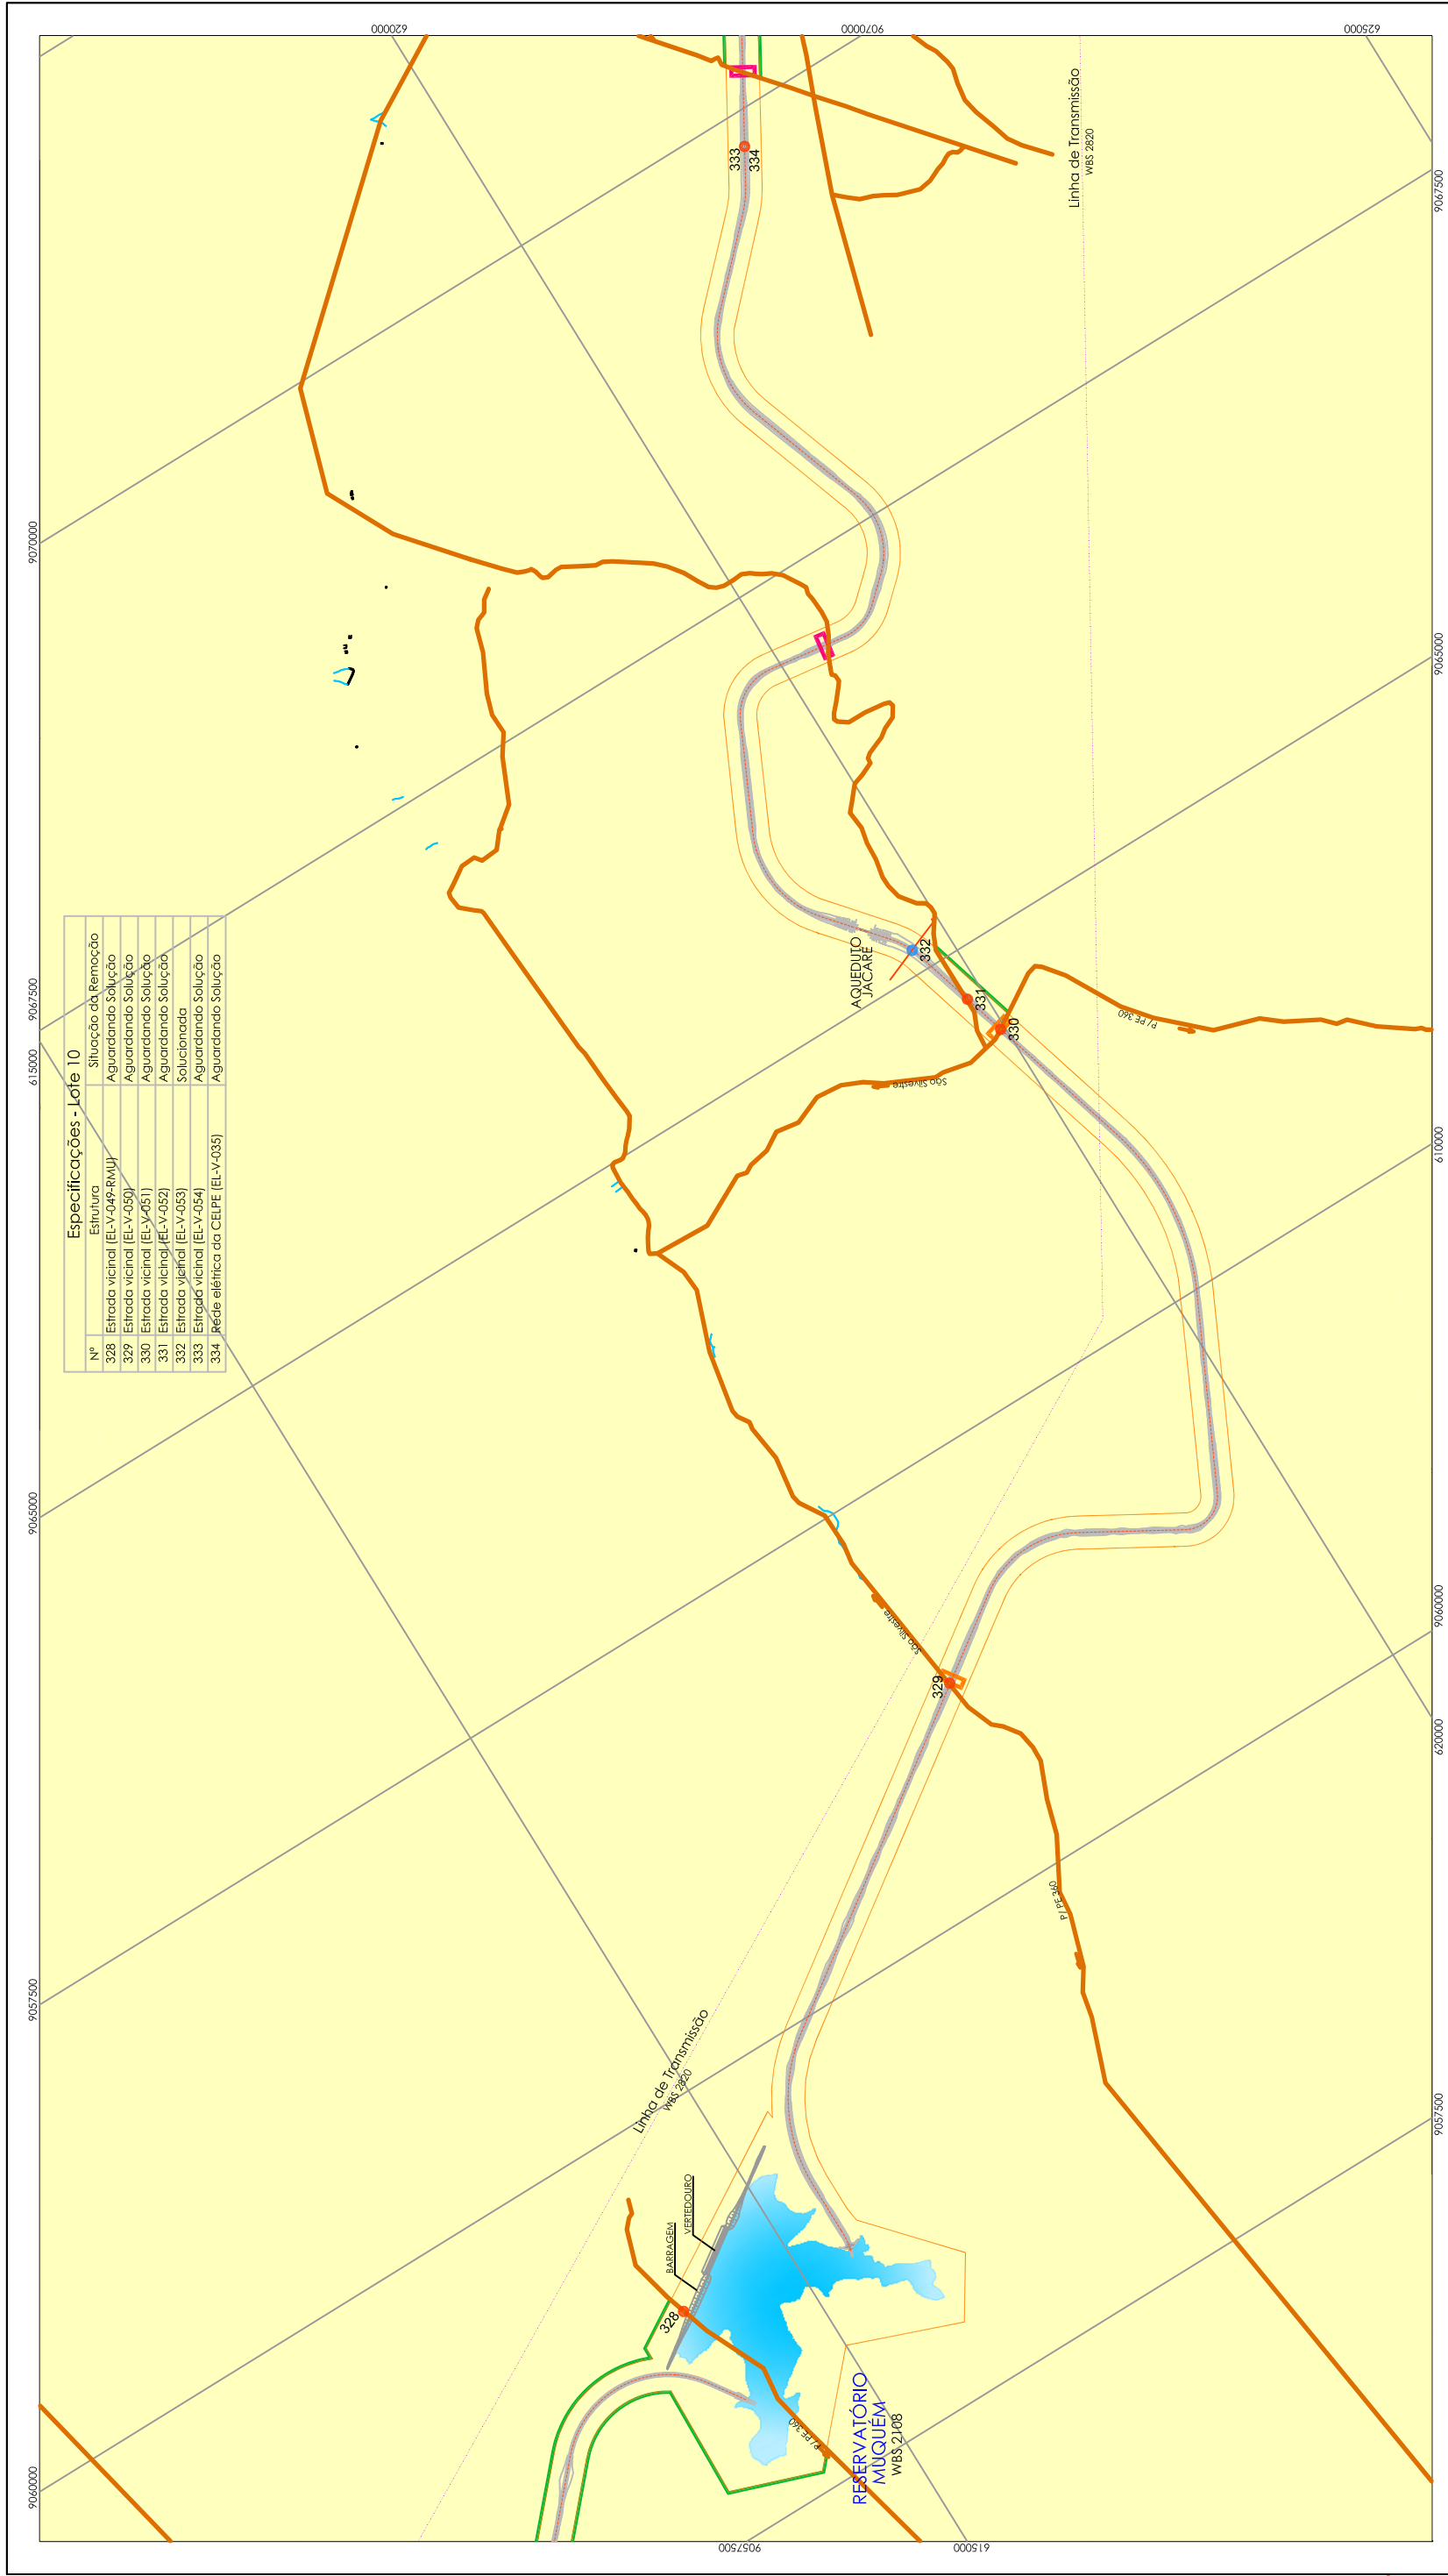 Especificações - Lote 10
Nº Estrutura Situação da Remoção
328 Estrada vicinal (EL-V-049-RMU) Aguardando Solução
329 Estrada vicinal (EL-V-050) Aguardando Solução
330 Estrada vicinal (EL-V-051) Aguardando Solução
331 Estrada vicinal (EL-V-052) Aguardando Solução
332 Estrada vicinal (EL-V-053) Solucionada
333 Estrada vicinal (EL-V-054) Aguardando Solução
334 Rede elétrica da CELPE (EL-V-035) Aguardando Solução
9060000
9057500
9065000
615000
9067500
9070000
620000
9070000
625000
9067500
9065000
610000
9060000
620000
9057500
615000
9057500
Linha de Transmissão
WBS 2820
BARRAGEM
VERTEDOURO
328
P/ PE 360
RESERVATÓRIO
MUQUÉM
WBS 2108
São Silvestre
329
P/ PE 360
São Silvestre
P/ PE 360
330
331
332
AQUEDUTO
JACARÉ
333
334
Linha de Transmissão
WBS 2820